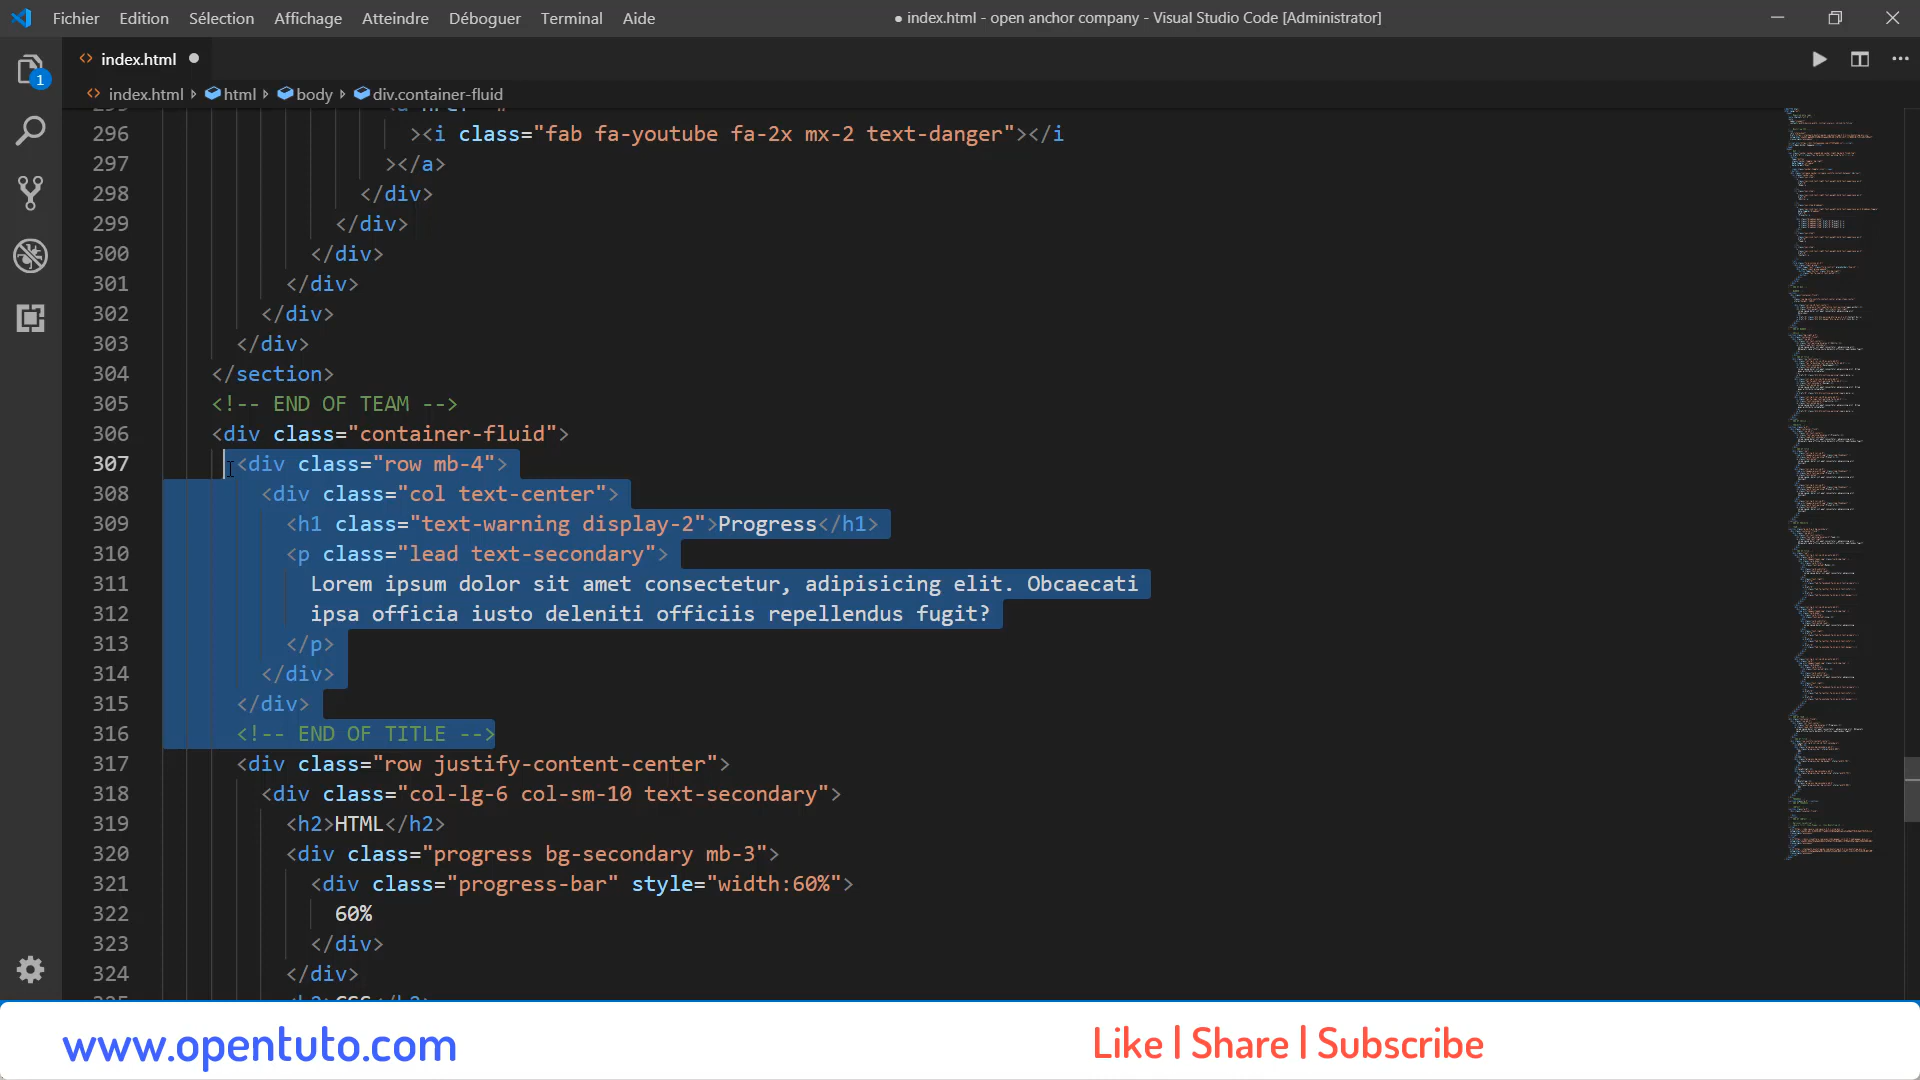 Fichier Edition Sélection Affichage Atteindre Déboguer Terminal Aide
● index.html - open anchor company - Visual Studio Code [Administrator]
1
index.html
index.html html body div.container-fluid
296 ><i class="fab fa-youtube fa-2x mx-2 text-danger"></i
297 ></a>
298 </div>
299 </div>
300 </div>
301 </div>
302 </div>
303 </div>
304 </section>
305 <!-- END OF TEAM -->
306 <div class="container-fluid">
307 <div class="row mb-4">
308 <div class="col text-center">
309 <h1 class="text-warning display-2">Progress</h1>
310 <p class="lead text-secondary">
311 Lorem ipsum dolor sit amet consectetur, adipisicing elit. Obcaecati
312 ipsa officia iusto deleniti officiis repellendus fugit?
313 </p>
314 </div>
315 </div>
316 <!-- END OF TITLE -->
317 <div class="row justify-content-center">
318 <div class="col-lg-6 col-sm-10 text-secondary">
319 <h2>HTML</h2>
320 <div class="progress bg-secondary mb-3">
321 <div class="progress-bar" style="width:60%">
322 60%
323 </div>
324 </div>
www.opentuto.com
Like | Share | Subscribe